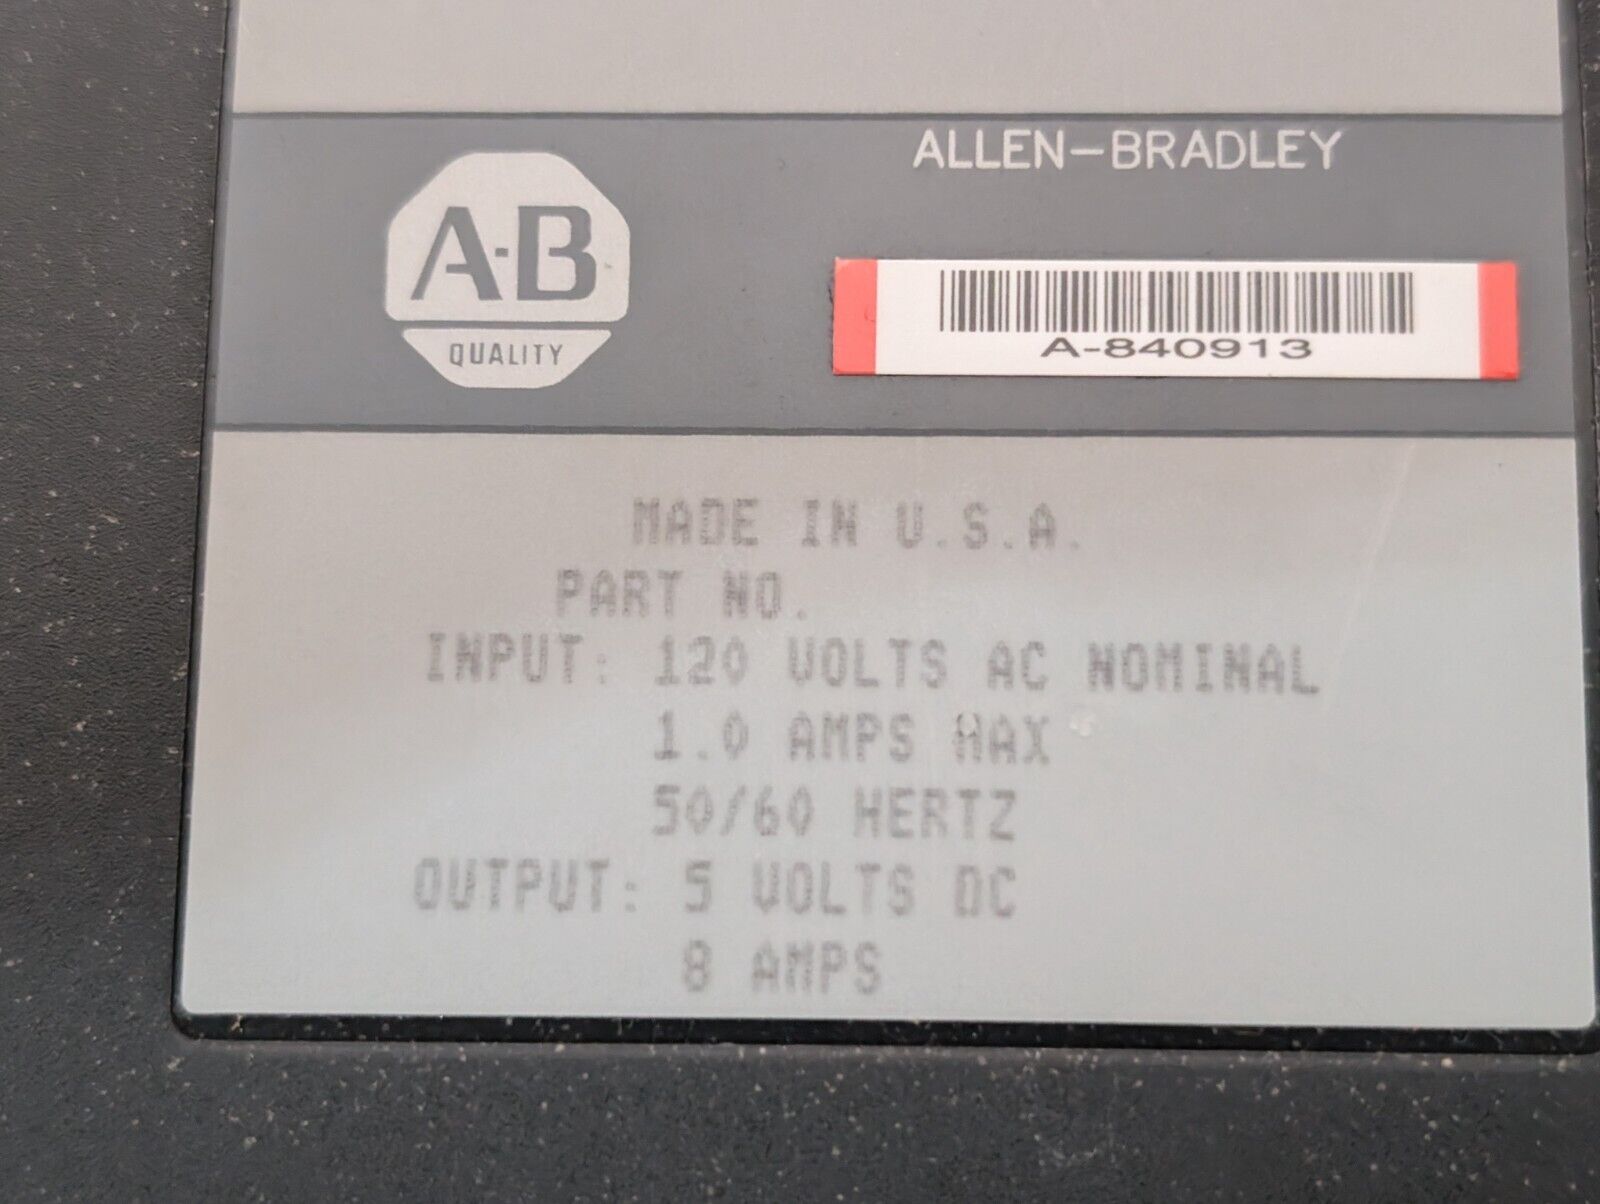 ALLEN-BRADLEY
A-B
QUALITY
A-840913
MADE IN U.S.A.
PART NO.
INPUT: 120 VOLTS AC NOMINAL
1.0 AMPS MAX
50/60 HERTZ
OUTPUT: 5 VOLTS DC
8 AMPS